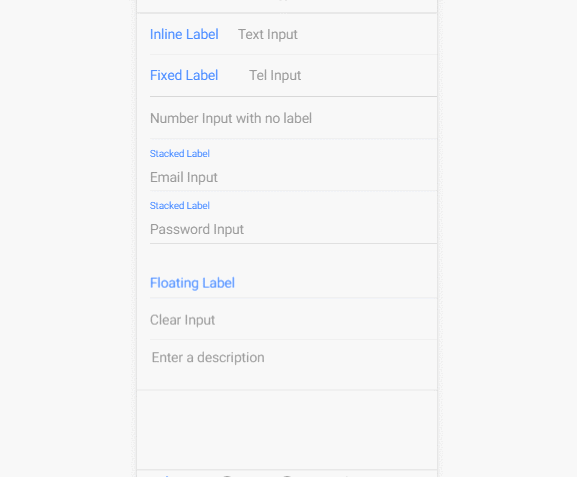 Inline Label Text Input
Fixed Label Tel Input
Number Input with no label
Stacked Label
Email Input
Stacked Label
Password Input
Floating Label
Clear Input
Enter a description